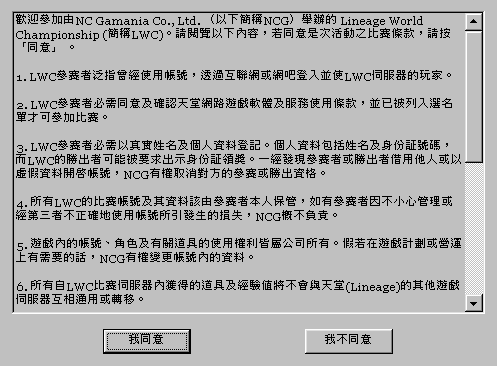 歡迎參加由NC Gamania Co., Ltd. （以下簡稱NCG）舉辦的 Lineage World
Championship (簡稱LWC)。請閱覽以下內容，若同意是次活動之比賽條款，請按
「同意」 。
1. LWC參賽者泛指曾經使用帳號，透過互聯網或網吧登入並使LWC伺服器的玩家。
2. LWC參賽者必需同意及確認天堂網路遊戲軟體及服務使用條款，並已被列入選名
單才可參加比賽。
3. LWC參賽者必需以其實姓名及個人資料登記。個人資料包括姓名及身份証號碼，
而LWC的勝出者可能被要求出示身份証領獎。一經發現參賽者或勝出者借用他人或以
虛假資料開啓帳號，NCG有權取消對方的參賽或勝出資格。
4. 所有LWC的比賽帳號及其資料該由參賽者本人保管，如有參賽者因不小心管理或
經第三者不正確地使用帳號所引發生的損失，NCG概不負責。
5. 遊戲內的帳號、角色及有關道具的使用權利皆屬公司所有。假若在遊戲計劃或營運
上有需要的話，NCG有權變更帳號內的資料。
6. 所有自LWC比賽伺服器內獲得的道具及經驗值將不會與天堂(Lineage)的其他遊戲
伺服器互相通用或轉移。
我同意
我不同意